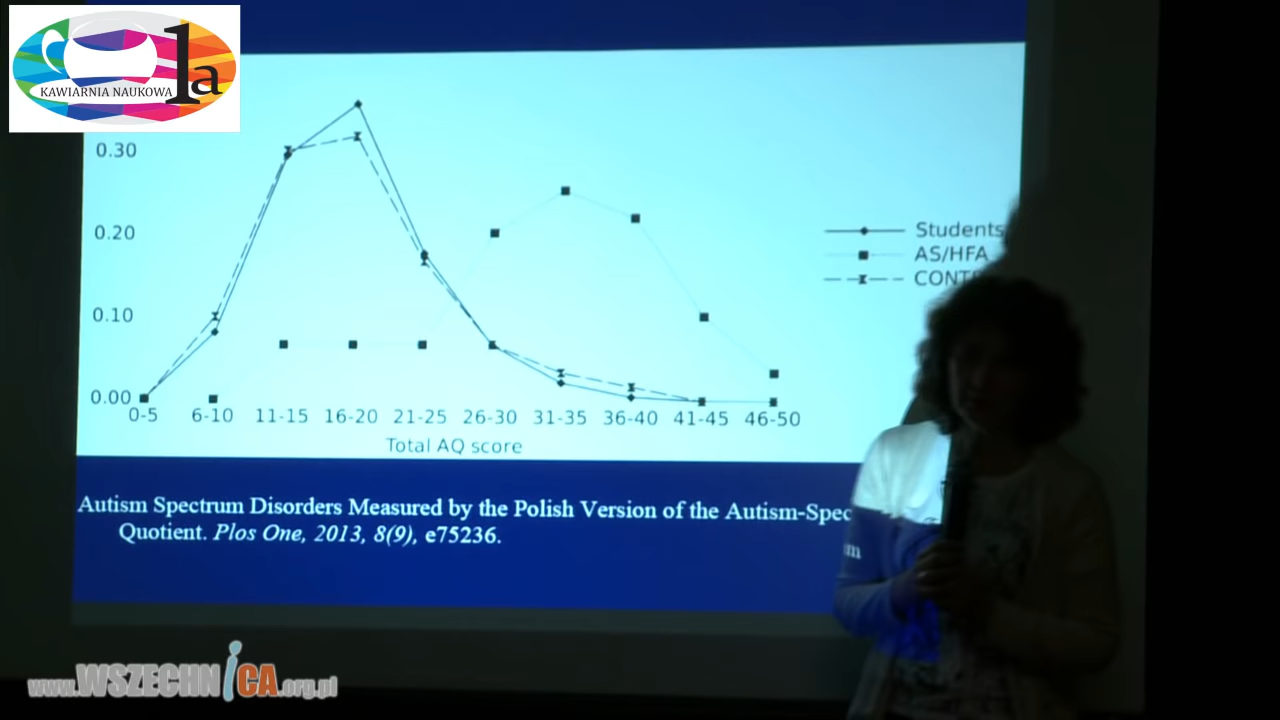 KAWIARNIA NAUKOWA 1a
0.30
0.20
0.10
0.00
0-5 6-10 11-15 16-20 21-25 26-30 31-35 36-40 41-45 46-50
Total AQ score
Students
AS/HFA
Autism Spectrum Disorders Measured by the Polish Version of the
Quotient. Plos One, 2013, 8(9), e75236.
www.WSZECHNiCA.org.pl